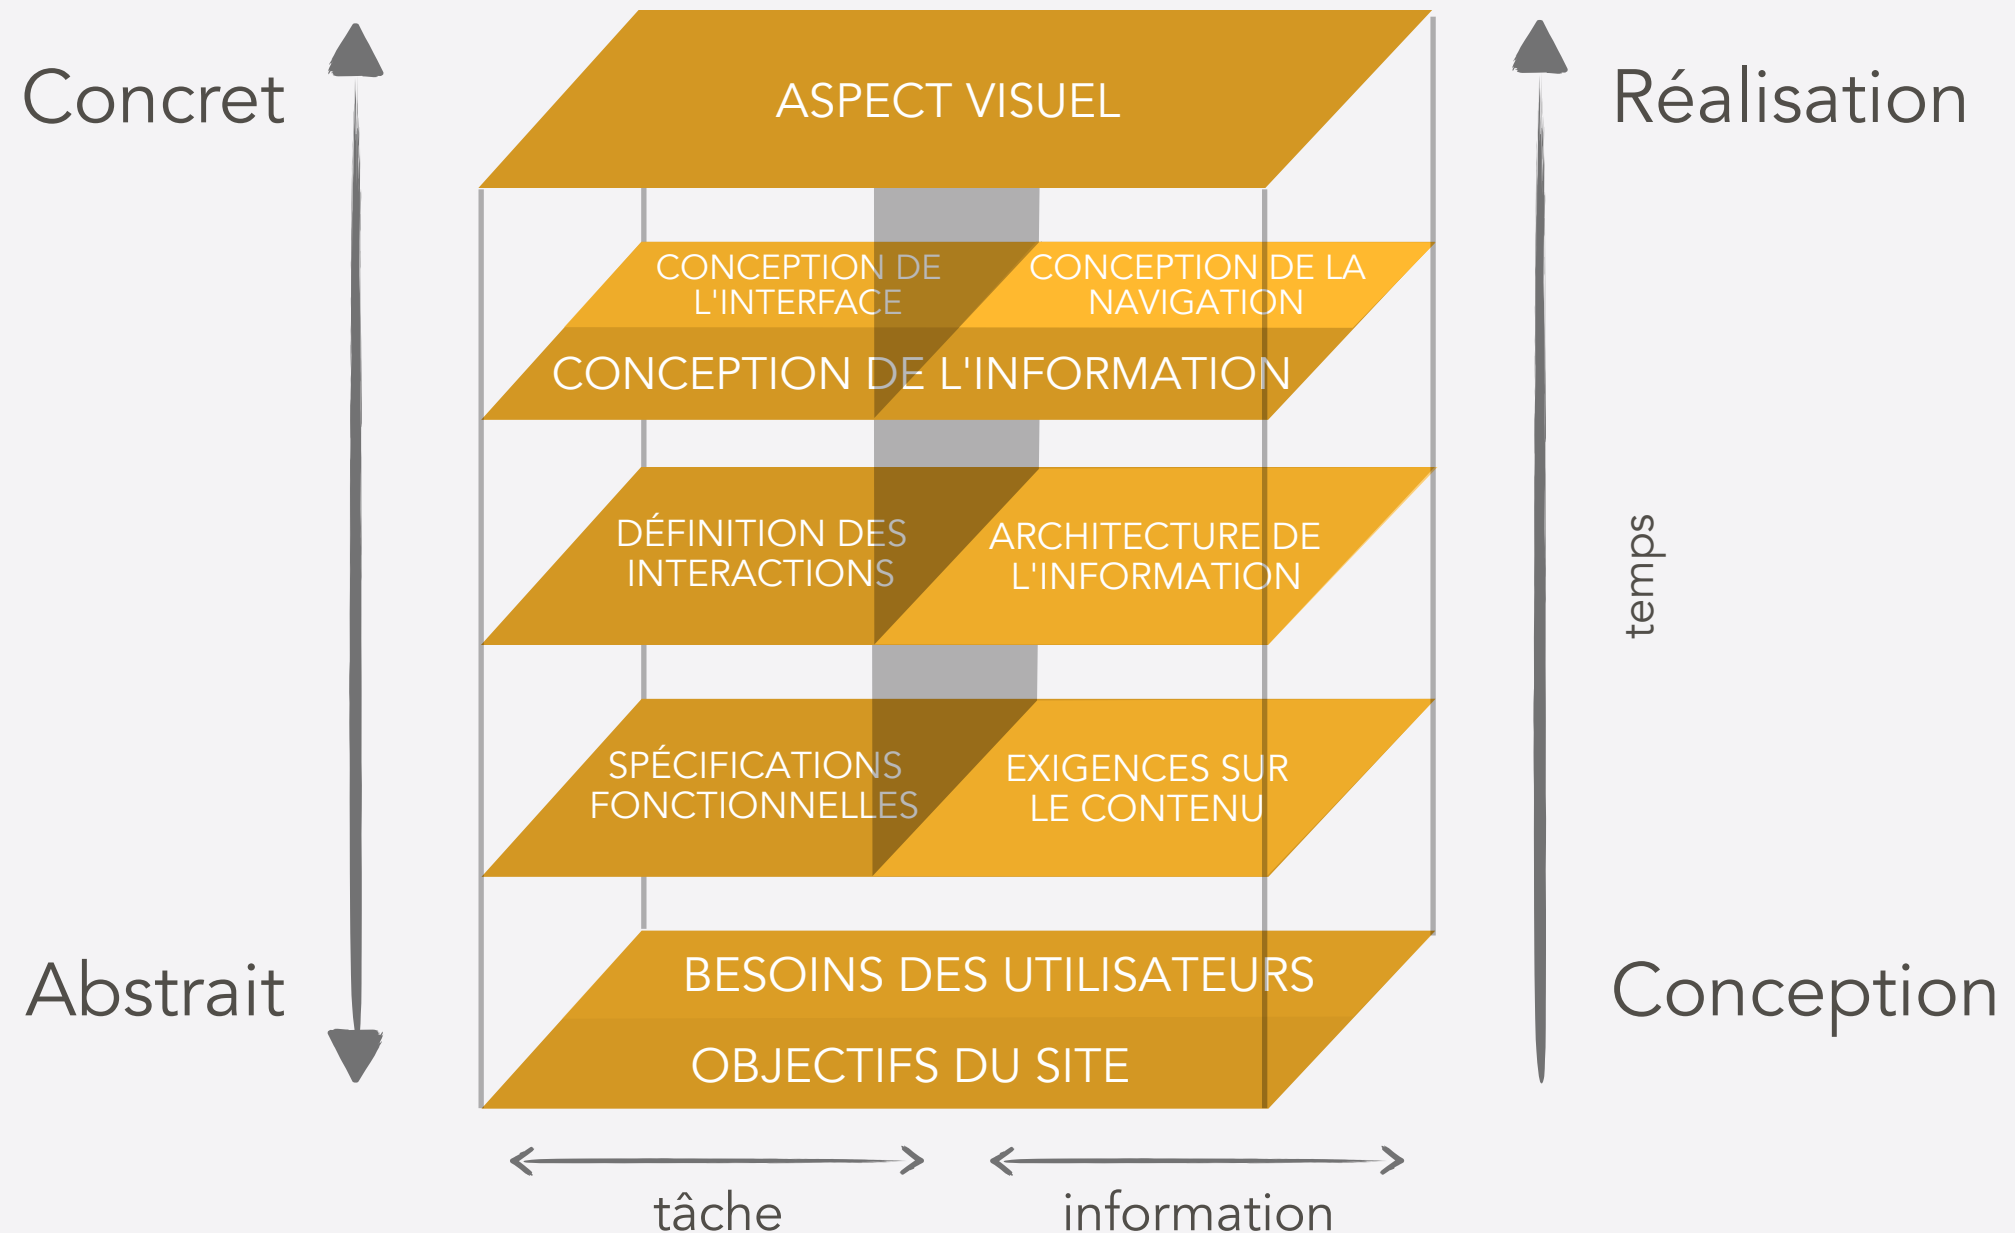 Concret
Réalisation
ASPECT VISUEL
CONCEPTION DE
L'INTERFACE
CONCEPTION DE LA
NAVIGATION
CONCEPTION DE L'INFORMATION
DÉFINITION DES
INTERACTIONS
ARCHITECTURE DE
L'INFORMATION
temps
SPÉCIFICATIONS
FONCTIONNELLES
EXIGENCES SUR
LE CONTENU
Abstrait
Conception
BESOINS DES UTILISATEURS
OBJECTIFS DU SITE
tâche
information